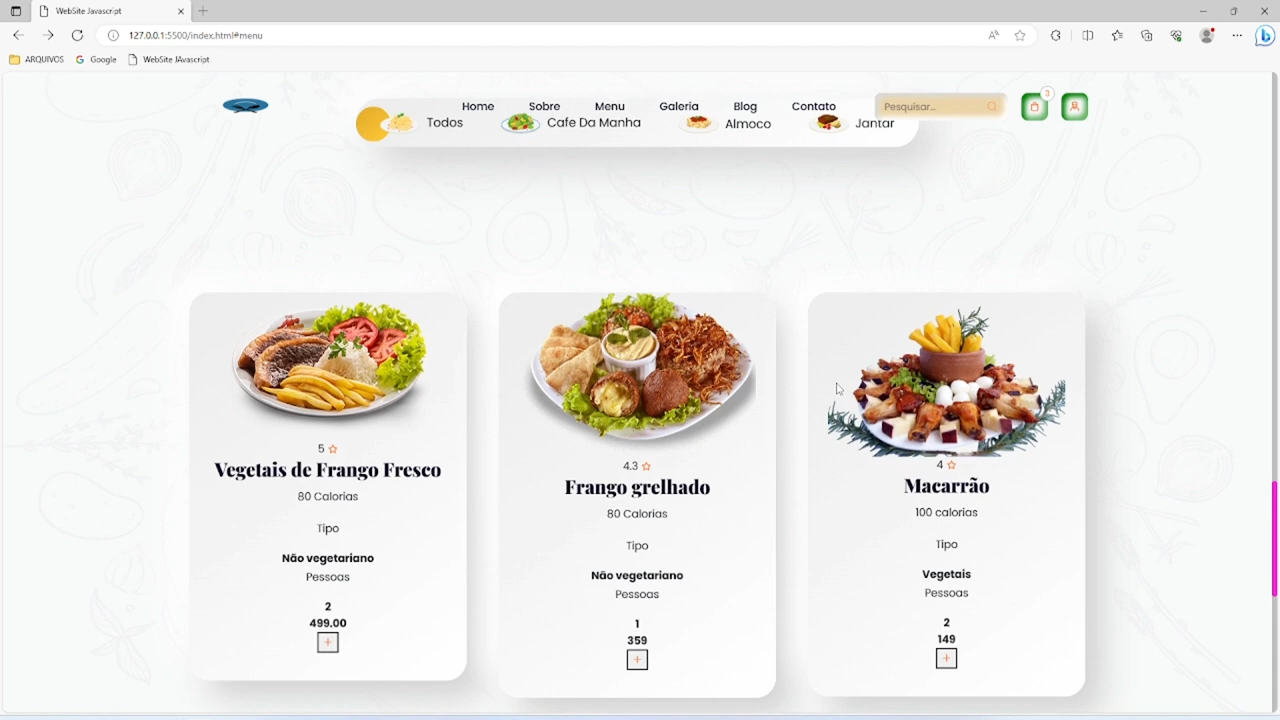 WebSite Javascript
127.0.0.1:5500/index.html#menu
ARQUIVOS Google WebSite JAvascript
Home Sobre Menu Galeria Blog Contato Pesquisar... 3
Todos Cafe Da Manha Almoco Jantar
5
Vegetais de Frango Fresco
80 Calorias
Tipo
Não vegetariano
Pessoas
2
499.00
+
4.3
Frango grelhado
80 Calorias
Tipo
Não vegetariano
Pessoas
1
359
+
4
Macarrão
100 calorias
Tipo
Vegetais
Pessoas
2
149
+